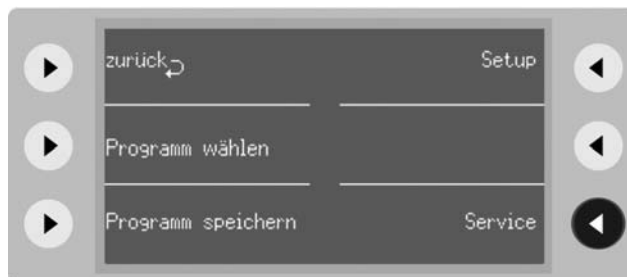 zurück
Setup
Programm wählen
Programm speichern
Service